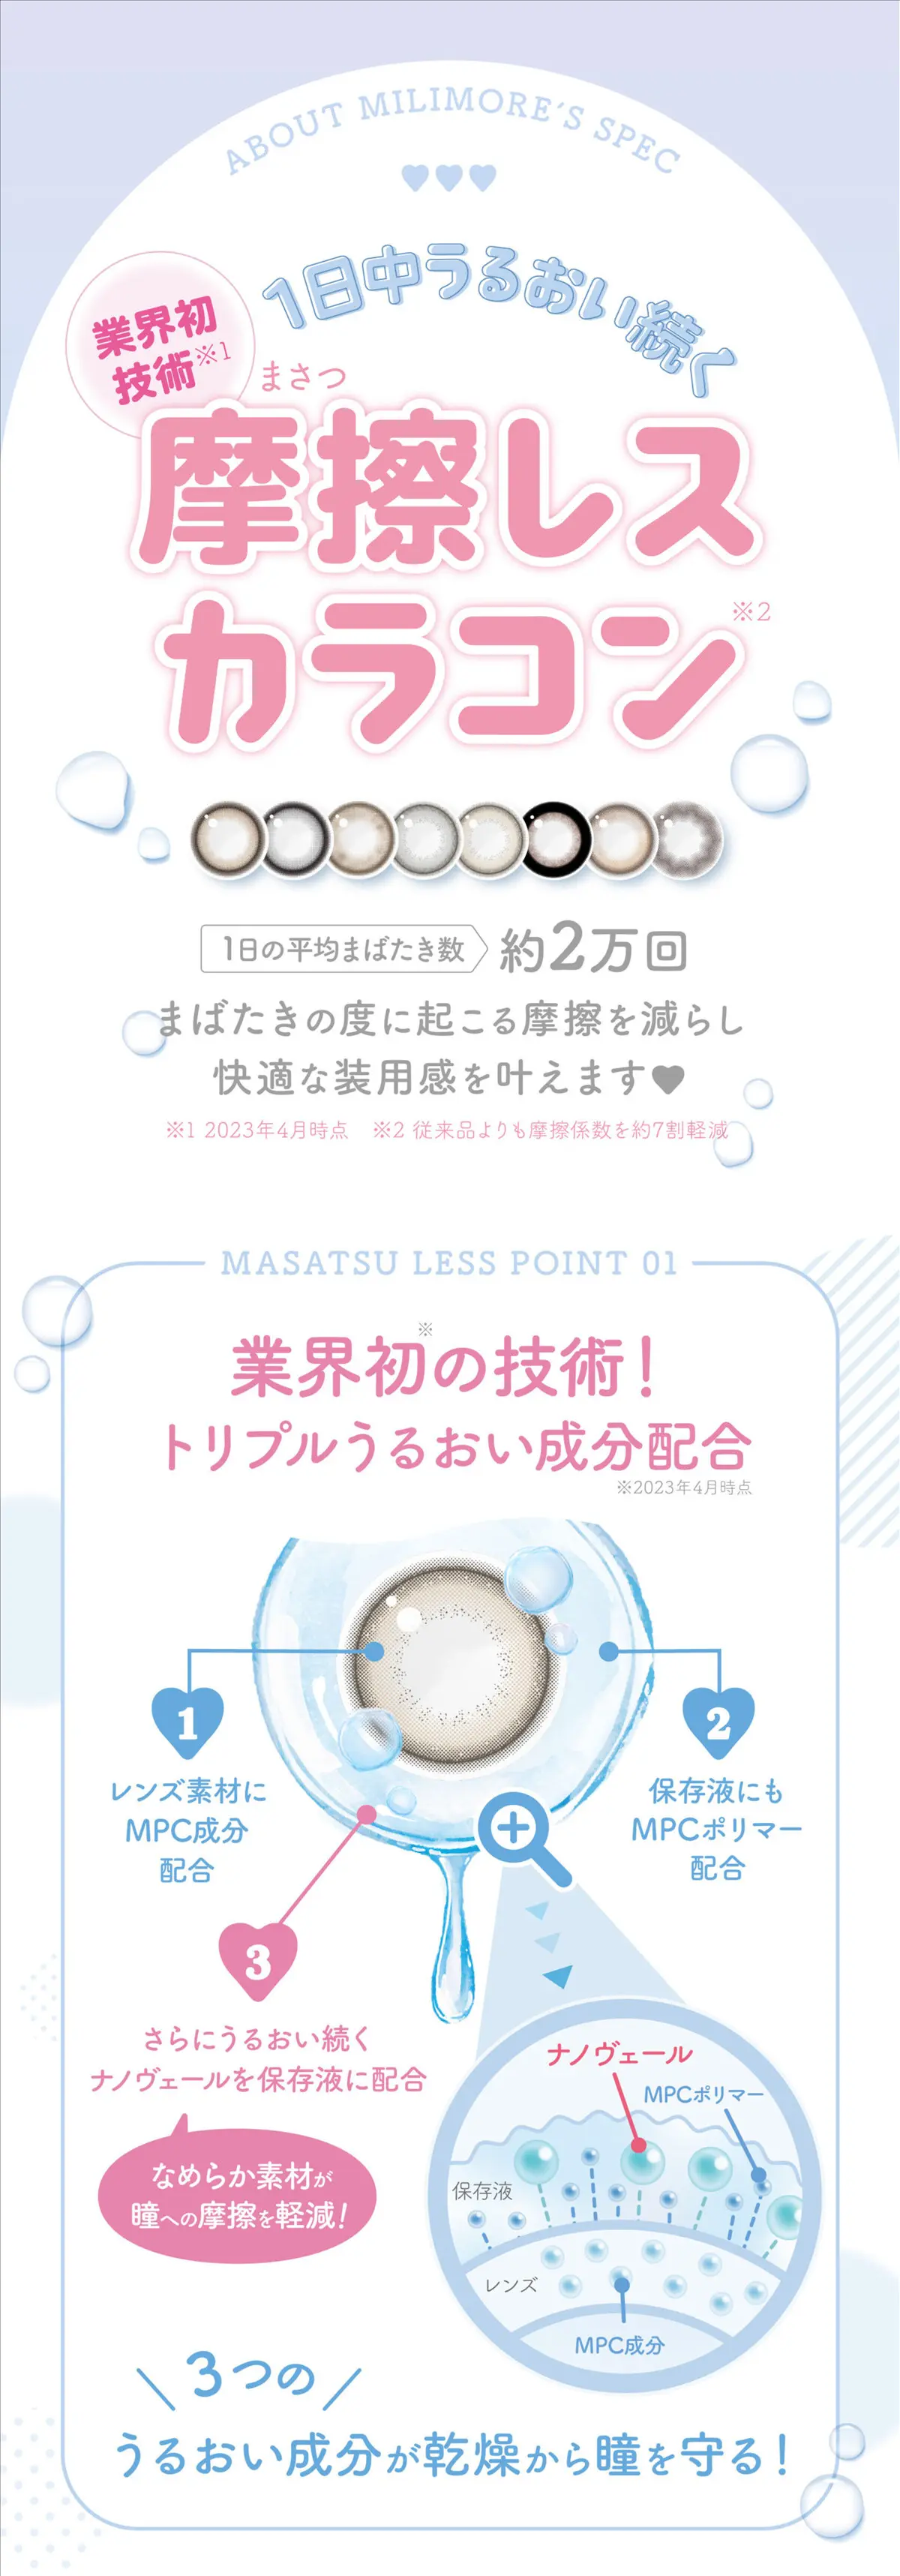 ABOUT MILIMORE'S SPEC
1日中うるおい続く
業界初
技術※1
まさつ
摩擦レス
カラコン※2
1日の平均まばたき数 約2万回
まばたきの度に起こる摩擦を減らし
快適な装用感を叶えます♥
※1 2023年4月時点 ※2 従来品よりも摩擦係数を約7割軽減
MASATSU LESS POINT 01
業界初※の技術！
トリプルうるおい成分配合
※2023年4月時点
1
レンズ素材に
MPC成分
配合
2
保存液にも
MPCポリマー
配合
3
さらにうるおい続く
ナノヴェールを保存液に配合
なめらか素材が
瞳への摩擦を軽減！
ナノヴェール
MPCポリマー
保存液
レンズ
MPC成分
3つの
うるおい成分が乾燥から瞳を守る！